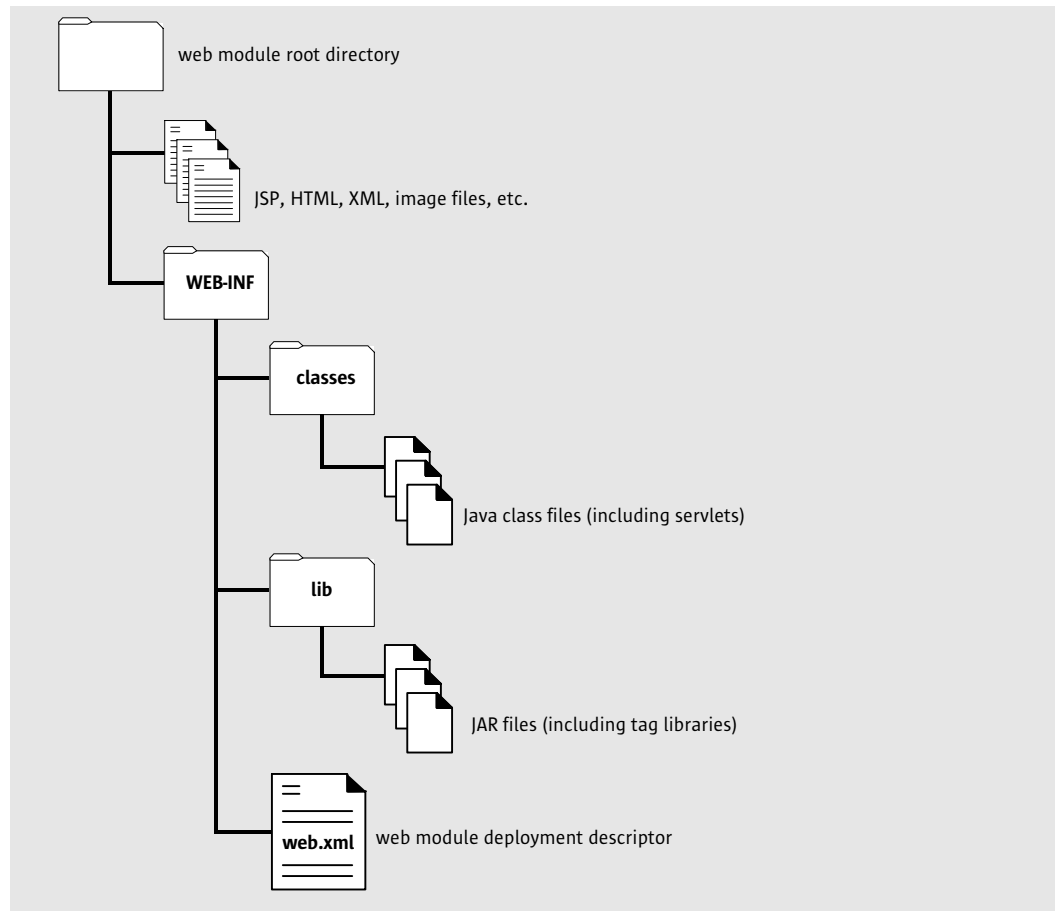 web module root directory
JSP, HTML, XML, image files, etc.
WEB-INF
classes
Java class files (including servlets)
lib
JAR files (including tag libraries)
web.xml
web module deployment descriptor